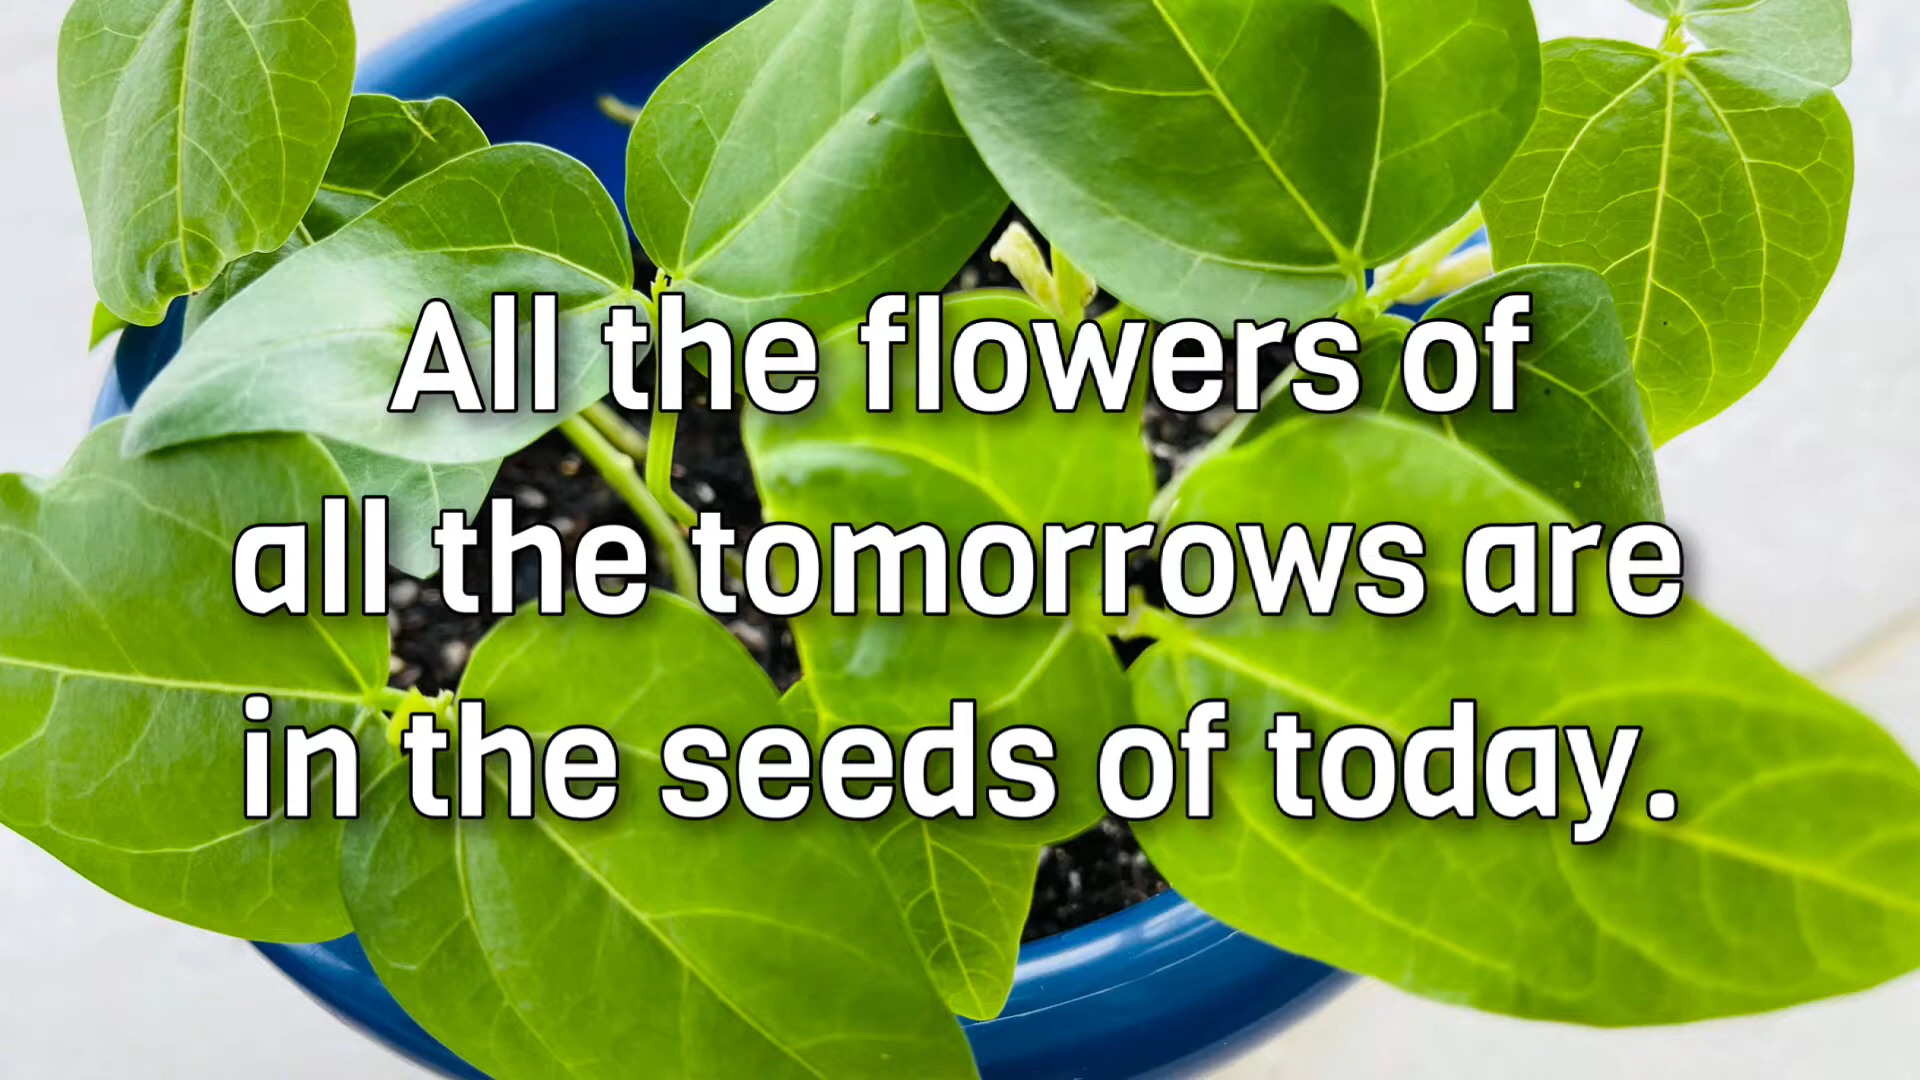 All the flowers of
all the tomorrows are
in the seeds of today.